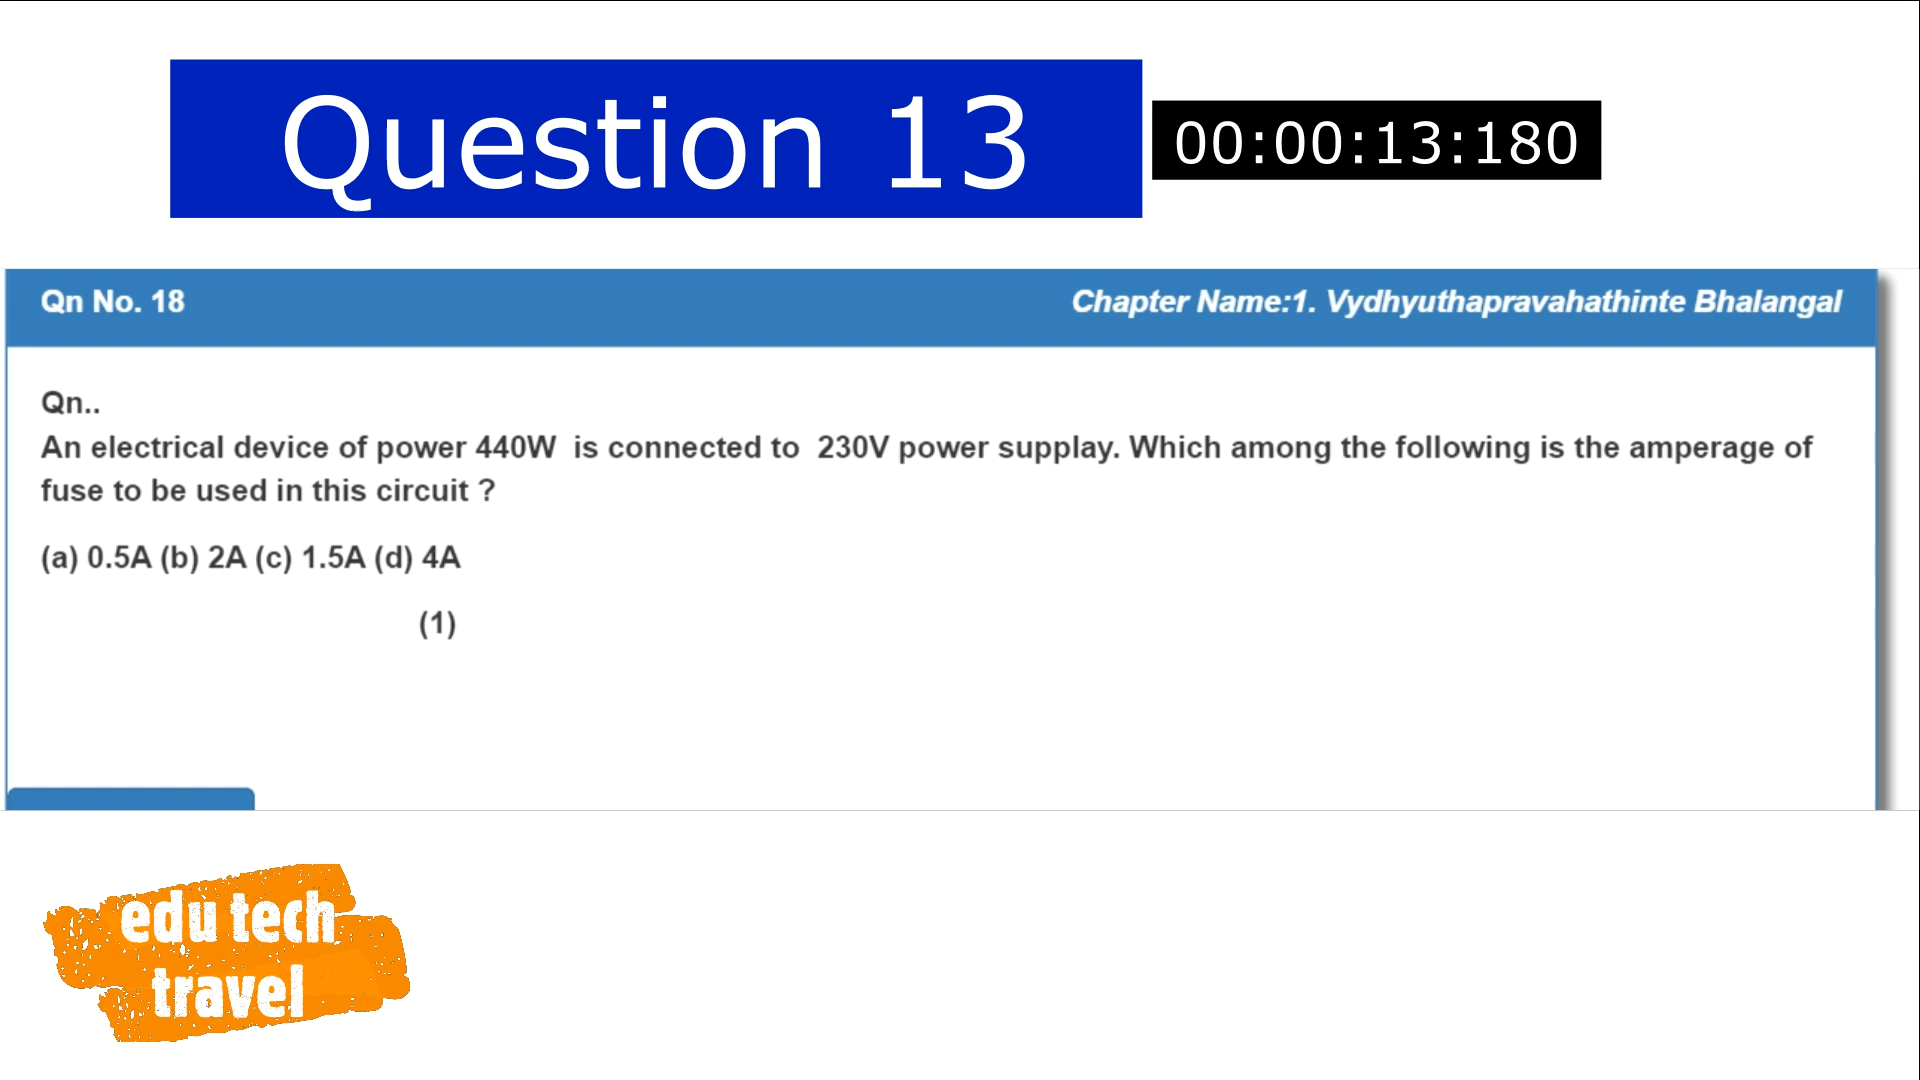 Question 13
00:00:13:180
Qn No. 18
Chapter Name:1. Vydhyuthapravahathinte Bhalangal
Qn..
An electrical device of power 440W  is connected to  230V power supplay. Which among the following is the amperage of
fuse to be used in this circuit ?
(a) 0.5A (b) 2A (c) 1.5A (d) 4A
(1)
edu tech
travel